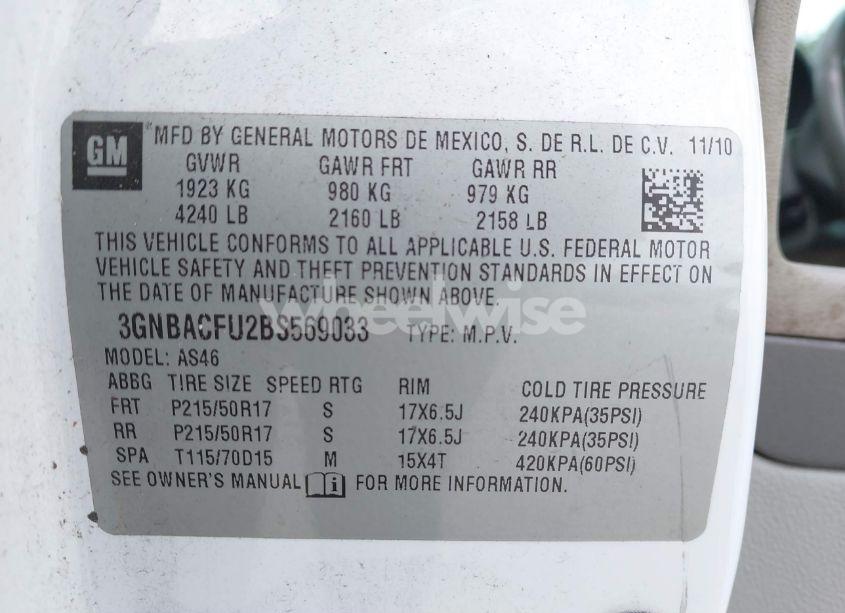 GM
MFD BY GENERAL MOTORS DE MEXICO, S. DE R.L. DE C.V. 11/10
GVWR GAWR FRT GAWR RR
1923 KG 980 KG 979 KG
4240 LB 2160 LB 2158 LB
THIS VEHICLE CONFORMS TO ALL APPLICABLE U.S. FEDERAL MOTOR
VEHICLE SAFETY AND THEFT PREVENTION STANDARDS IN EFFECT ON
THE DATE OF MANUFACTURE SHOWN ABOVE.
wheelwise
3GNBACFU2BS569033 TYPE: M.P.V.
MODEL: AS46
ABBG TIRE SIZE SPEED RTG RIM COLD TIRE PRESSURE
FRT P215/50R17 S 17X6.5J 240KPA(35PSI)
RR P215/50R17 S 17X6.5J 240KPA(35PSI)
SPA T115/70D15 M 15X4T 420KPA(60PSI)
SEE OWNER'S MANUAL i FOR MORE INFORMATION.